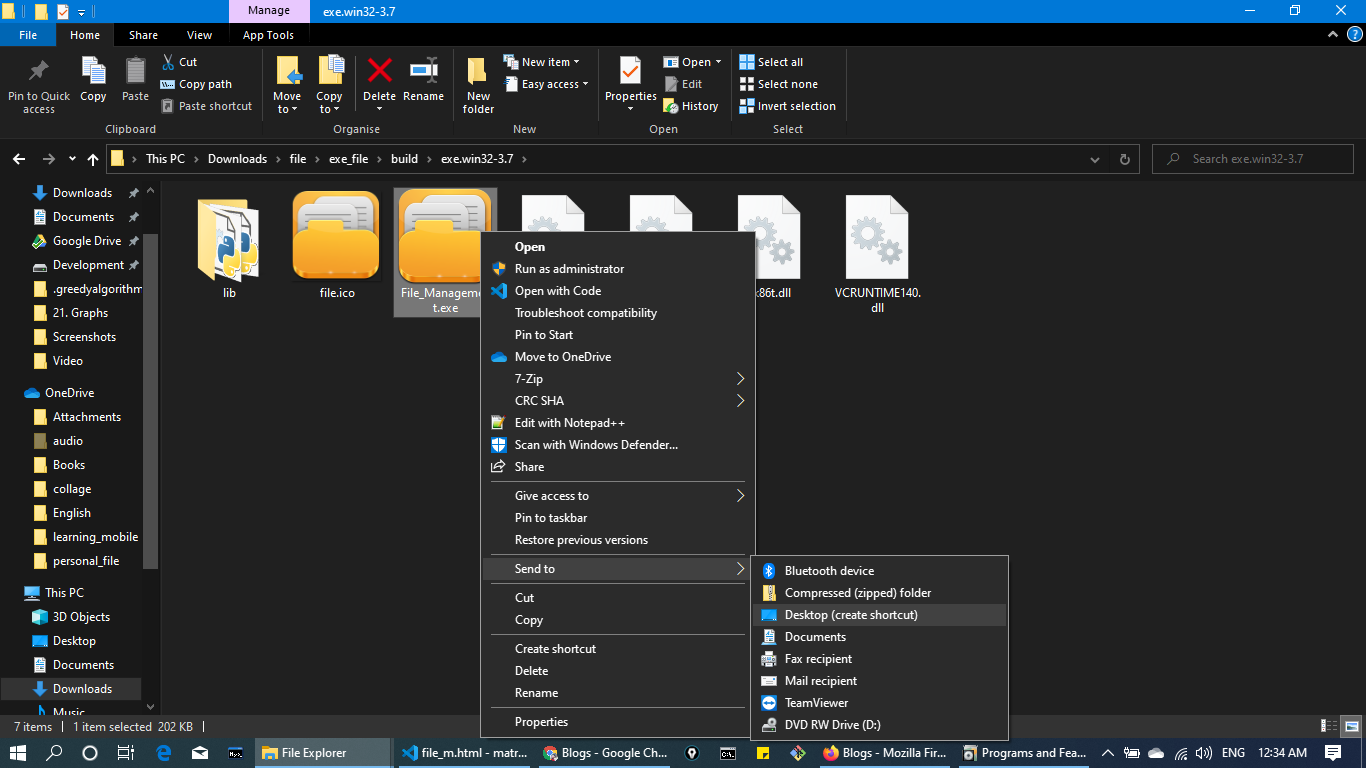 Manage
exe.win32-3.7
File
Home
Share
View
App Tools
Pin to Quick access
Copy
Paste
Cut
Copy path
Paste shortcut
Move to
Copy to
Delete
Rename
New folder
New item
Easy access
Properties
Open
Edit
History
Select all
Select none
Invert selection
Clipboard
Organise
New
Open
Select
This PC
Downloads
file
exe_file
build
exe.win32-3.7
Search exe.win32-3.7
Downloads
Documents
Google Drive
Development
.greedyalgorithm
21. Graphs
Screenshots
Video
OneDrive
Attachments
audio
Books
collage
English
learning_mobile
personal_file
This PC
3D Objects
Desktop
Documents
Downloads
Music
lib
file.ico
File_Manageme
t.exe
k86t.dll
VCRUNTIME140.
dll
Open
Run as administrator
Open with Code
Troubleshoot compatibility
Pin to Start
Move to OneDrive
7-Zip
CRC SHA
Edit with Notepad++
Scan with Windows Defender...
Share
Give access to
Pin to taskbar
Restore previous versions
Send to
Cut
Copy
Create shortcut
Delete
Rename
Properties
Bluetooth device
Compressed (zipped) folder
Desktop (create shortcut)
Documents
Fax recipient
Mail recipient
TeamViewer
DVD RW Drive (D:)
7 items
1 item selected 202 KB
File Explorer
file_m.html - matr...
Blogs - Google Ch...
Blogs - Mozilla Fir...
Programs and Fea...
ENG
12:34 AM